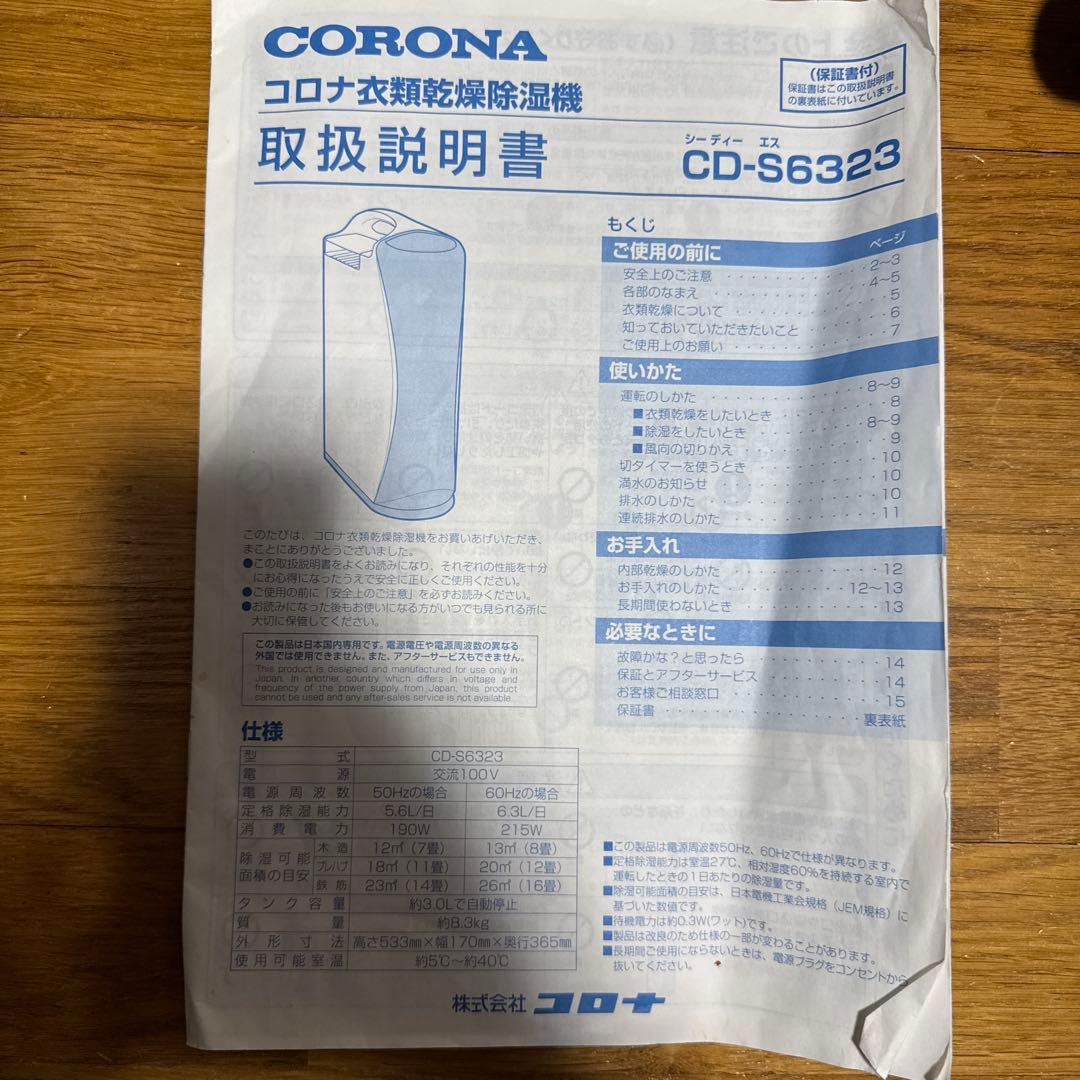 CORONA
コロナ衣類乾燥除湿機
取扱説明書
(保証書付)
保証書はこの取扱説明書
の裏表紙に付いています。
シーディー エス
CD-S6323
もくじ
ページ
ご使用の前に
安全上のご注意 2~3
各部のなまえ 4~5
衣類乾燥について 5
知っておいていただきたいこと 6
ご使用上のお願い 7
使いかた
運転のしかた 8~9
■衣類乾燥をしたいとき 8
■除湿をしたいとき 8~9
■風向の切りかえ 9
切タイマーを使うとき 10
満水のお知らせ 10
排水のしかた 10
連続排水のしかた 11
お手入れ
内部乾燥のしかた 12
お手入れのしかた 12~13
長期間使わないとき 13
必要なときに
故障かな?と思ったら 14
保証とアフターサービス 14
お客様ご相談窓口 15
保証書 裏表紙
このたびは、コロナ衣類乾燥除湿機をお買いあげいただき、
まことにありがとうございました。
●この取扱説明書をよくお読みになり、それぞれの性能を十分
にお心得になったうえで安全に正しくご使用ください。
●ご使用の前に「安全上のご注意」を必ずお読みください。
●お読みになった後もお使いになる方がいつでも見られる所に
大切に保管してください。
この製品は日本国内専用です。電源電圧や電源周波数の異なる
外国では使用できません。また、アフターサービスもできません。
This product is designed and manufactured for use only in
Japan. In another country which differs in voltage and
frequency of the power supply from Japan, this product
cannot be used and any after-sales service is not available.
仕様
型式 CD-S6323
電源 交流100V
電源周波数 50Hzの場合 60Hzの場合
定格除湿能力 5.6L/日 6.3L/日
消費電力 190W 215W
除湿可能面積の目安 木造 12㎡(7畳) 13㎡(8畳)
プレハブ 18㎡(11畳) 20㎡(12畳)
鉄筋 23㎡(14畳) 26㎡(16畳)
タンク容量 約3.0Lで自動停止
質量 約8.3kg
外形寸法 高さ533㎜×幅170㎜×奥行365㎜
使用可能室温 約5℃~約40℃
■この製品は電源周波数50Hz、60Hzで仕様が異なります。
■定格除湿能力は室温27℃、相対湿度60%を持続する室内で
運転したときの1日あたりの除湿量です。
■除湿可能面積の目安は、日本電機工業会規格(JEM規格)に
基づいた数値です。
■待機電力は約0.3W(ワット)です。
■製品は改良のため仕様の一部が変わることがあります。
■長期間ご使用にならないときは、電源プラグをコンセントから
抜いてください。
株式会社 コロナ